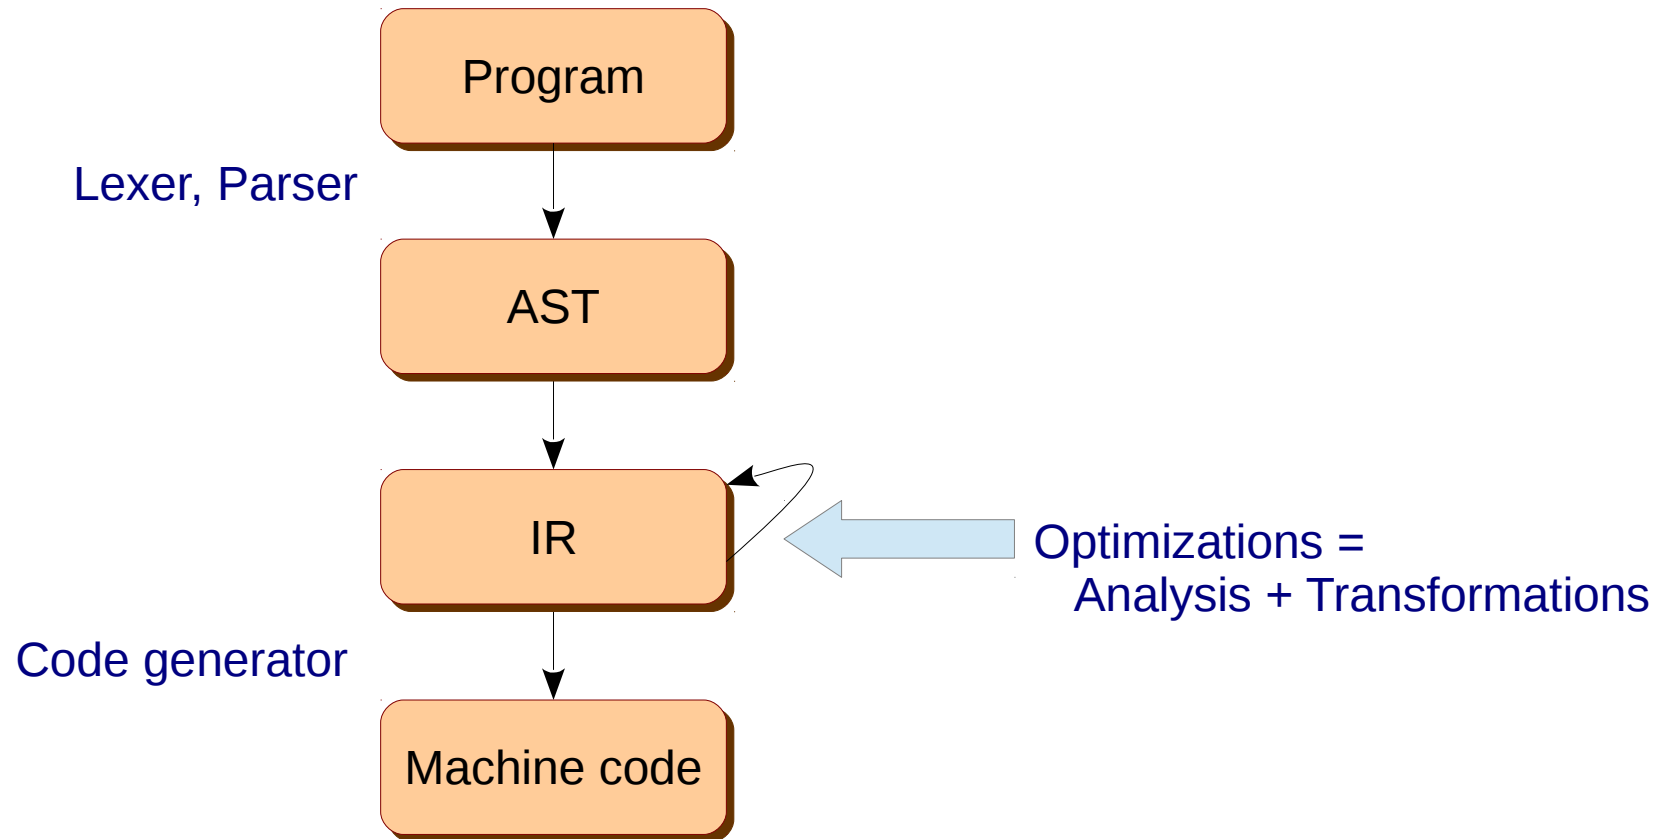 Program
Lexer, Parser
AST
IR
Optimizations =
Analysis + Transformations
Code generator
Machine code